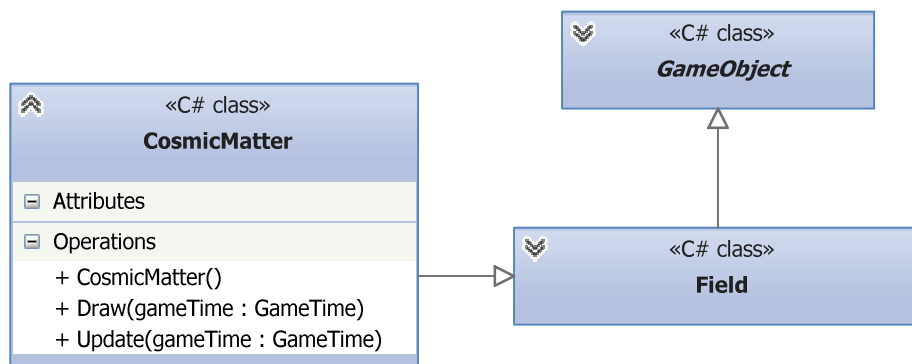 «C# class»
GameObject
«C# class»
CosmicMatter
Attributes
Operations
+ CosmicMatter()
+ Draw(gameTime : GameTime)
+ Update(gameTime : GameTime)
«C# class»
Field